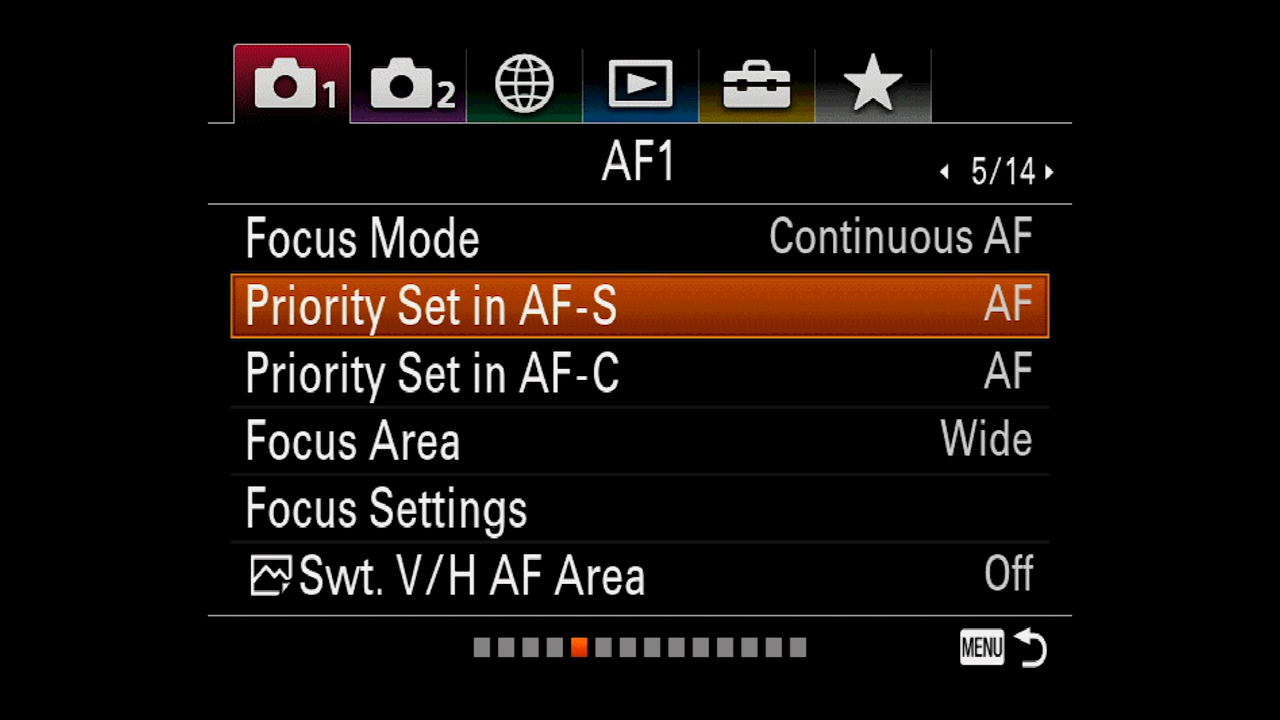 1 2
AF1
5/14
Focus Mode Continuous AF
Priority Set in AF-S AF
Priority Set in AF-C AF
Focus Area Wide
Focus Settings
Swt. V/H AF Area Off
MENU